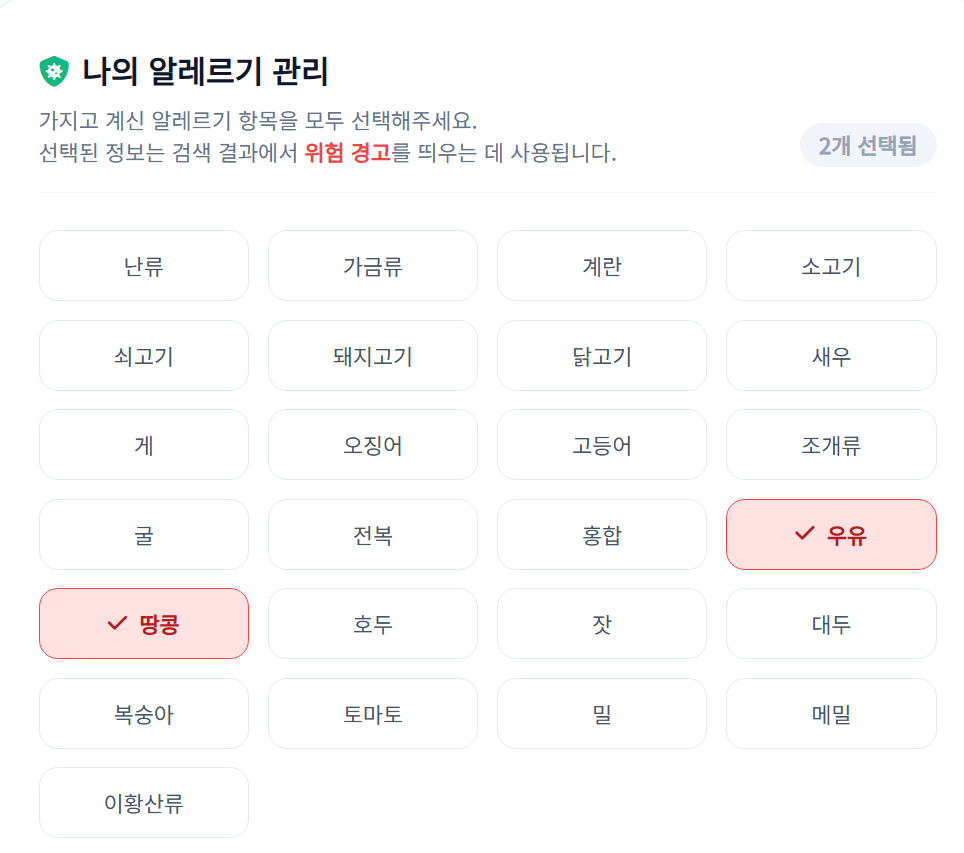 나의 알레르기 관리
가지고 계신 알레르기 항목을 모두 선택해주세요.
선택된 정보는 검색 결과에서 위험 경고를 띄우는 데 사용됩니다.
2개 선택됨
난류
가금류
계란
소고기
쇠고기
돼지고기
닭고기
새우
게
오징어
고등어
조개류
굴
전복
홍합
우유
땅콩
호두
잣
대두
복숭아
토마토
밀
메밀
이황산류